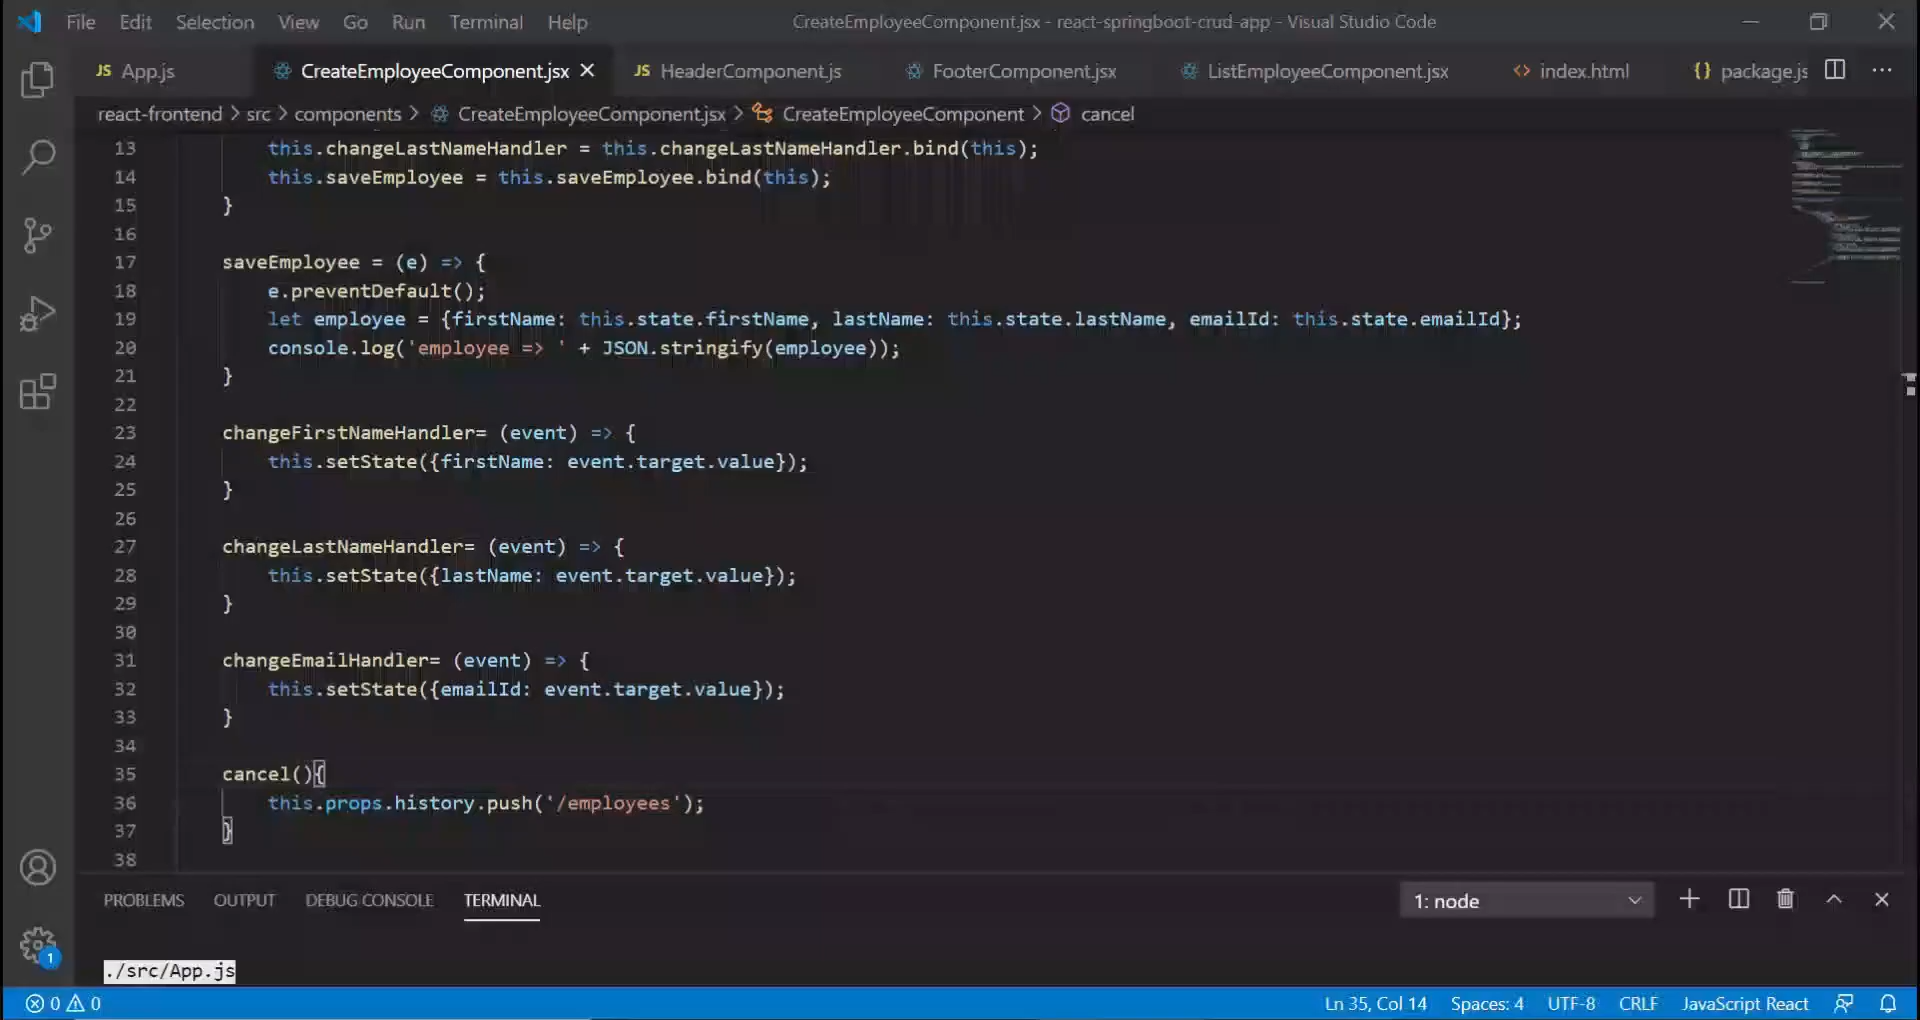 File Edit Selection View Go Run Terminal Help CreateEmployeeComponent.jsx - react-springboot-crud-app - Visual Studio Code
JS App.js CreateEmployeeComponent.jsx JS HeaderComponent.js FooterComponent.jsx ListEmployeeComponent.jsx <> index.html {} package.js
react-frontend > src > components > CreateEmployeeComponent.jsx > CreateEmployeeComponent > cancel
13 this.changeLastNameHandler = this.changeLastNameHandler.bind(this);
14 this.saveEmployee = this.saveEmployee.bind(this);
15 }
16
17 saveEmployee = (e) => {
18 e.preventDefault();
19 let employee = {firstName: this.state.firstName, lastName: this.state.lastName, emailId: this.state.emailId};
20 console.log('employee => ' + JSON.stringify(employee));
21 }
22
23 changeFirstNameHandler= (event) => {
24 this.setState({firstName: event.target.value});
25 }
26
27 changeLastNameHandler= (event) => {
28 this.setState({lastName: event.target.value});
29 }
30
31 changeEmailHandler= (event) => {
32 this.setState({emailId: event.target.value});
33 }
34
35 cancel(){
36 this.props.history.push('/employees');
37 }
38
PROBLEMS OUTPUT DEBUG CONSOLE TERMINAL 1: node
./src/App.js
1
0 0 Ln 35, Col 14 Spaces: 4 UTF-8 CRLF JavaScript React